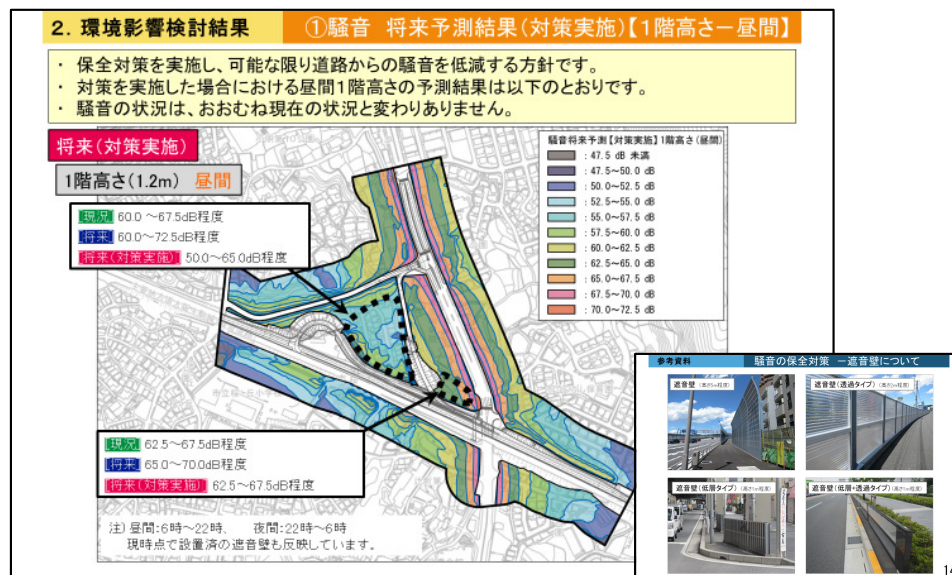 2. 環境影響検討結果
①騒音 将来予測結果(対策実施)【1階高さー昼間】
・ 保全対策を実施し、可能な限り道路からの騒音を低減する方針です。
・ 対策を実施した場合における昼間1階高さの予測結果は以下のとおりです。
・ 騒音の状況は、おおむね現在の状況と変わりありません。
将来(対策実施)
1階高さ(1.2m) 昼間
[現況] 60.0 ~67.5dB程度
[将来] 60.0~72.5dB程度
[将来(対策実施)] 50.0~65.0dB程度
騒音将来予測【対策実施】1階高さ(昼間)
: 47.5 dB 未満
: 47.5~50.0 dB
: 50.0~52.5 dB
: 52.5~55.0 dB
: 55.0~57.5 dB
: 57.5~60.0 dB
: 60.0~62.5 dB
: 62.5~65.0 dB
: 65.0~67.5 dB
: 67.5~70.0 dB
: 70.0~72.5 dB
[現況] 62.5~67.5dB程度
[将来] 65.0~70.0dB程度
[将来(対策実施)] 62.5~67.5dB程度
注)昼間:6時~22時、 夜間:22時~6時
現時点で設置済の遮音壁も反映しています。
参考資料
騒音の保全対策 ー遮音壁について
遮音壁(高さ5m程度)
遮音壁(透過タイプ)
遮音壁(低層タイプ)
遮音壁(低層+透過タイプ)